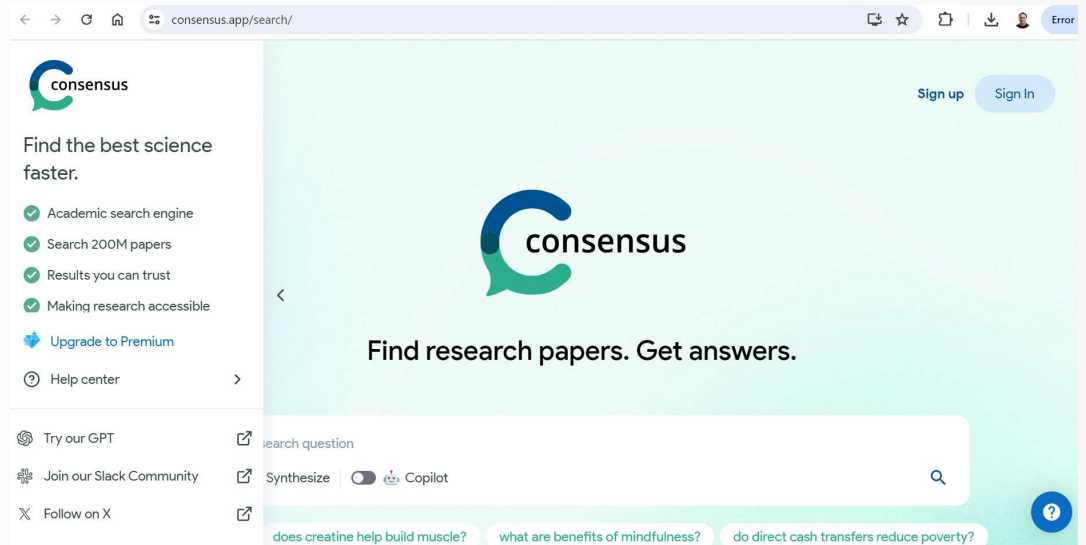 consensus.app/search/
Error
consensus
Find the best science
faster.
Academic search engine
Search 200M papers
Results you can trust
Making research accessible
Upgrade to Premium
Help center
Try our GPT
Join our Slack Community
Follow on X
Sign up
Sign In
consensus
Find research papers. Get answers.
search question
Synthesize
Copilot
does creatine help build muscle?
what are benefits of mindfulness?
do direct cash transfers reduce poverty?